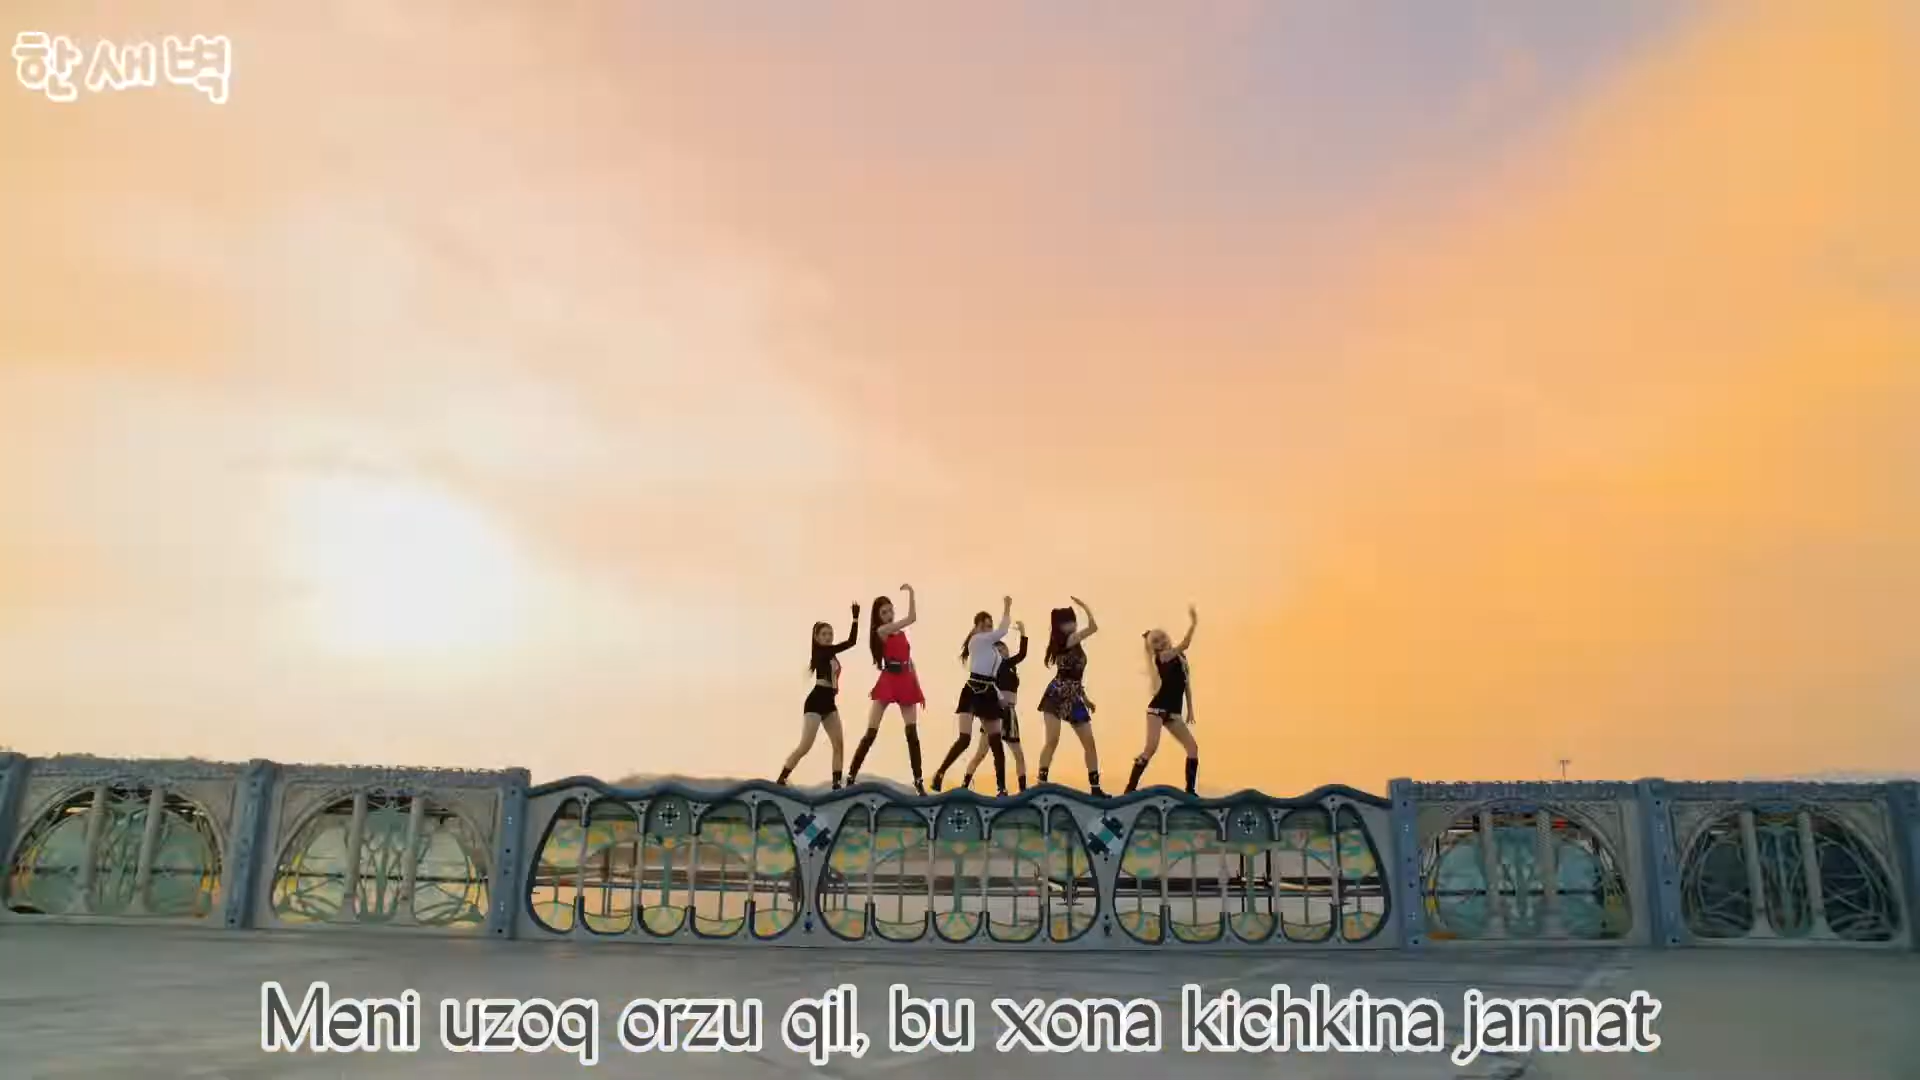 한새벽
Meni uzoq orzu qil, bu xona kichkina jannat